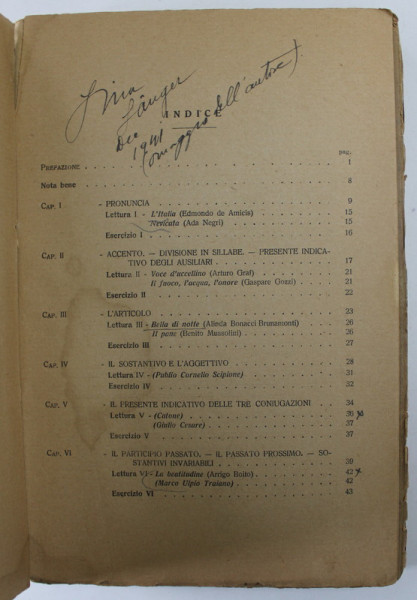 Lina
Länger
Dec
1941
(omaggio dell'autore)
INDICE
pag.
PREFAZIONE 1
Nota bene 8
CAP. I - PRONUNCIA 9
Lettura I - L'Italia (Edmondo de Amicis) 15
Nevicata (Ada Negri) 15
Esercizio I 16
CAP. II - ACCENTO. — DIVISIONE IN SILLABE. — PRESENTE INDICA-
TIVO DEGLI AUSILIARI 17
Lettura II - Voce d'uccellino (Arturo Graf) 21
Il fuoco, l'acqua, l'onore (Gaspare Gozzi) 21
Esercizio II 22
CAP. III - L'ARTICOLO 23
Lettura III - Bella di notte (Alinda Bonacci-Brunamonti) 26
Il pane (Benito Mussolini) 26
Esercizio III 27
CAP. IV - IL SOSTANTIVO E L'AGGETTIVO 28
Lettura IV - (Publio Cornelio Scipione) 31
Esercizio IV 32
CAP. V - IL PRESENTE INDICATIVO DELLE TRE CONIUGAZIONI 34
Lettura V - (Catone) 36 x
(Giulio Cesare) 37
Esercizio V 37
CAP. VI - IL PARTICIPIO PASSATO. — IL PASSATO PROSSIMO. — SO-
STANTIVI INVARIABILI 39
Lettura VI - La beatitudine (Arrigo Boito) 42 x
(Marco Ulpio Traiano) 42
Esercizio VI 43